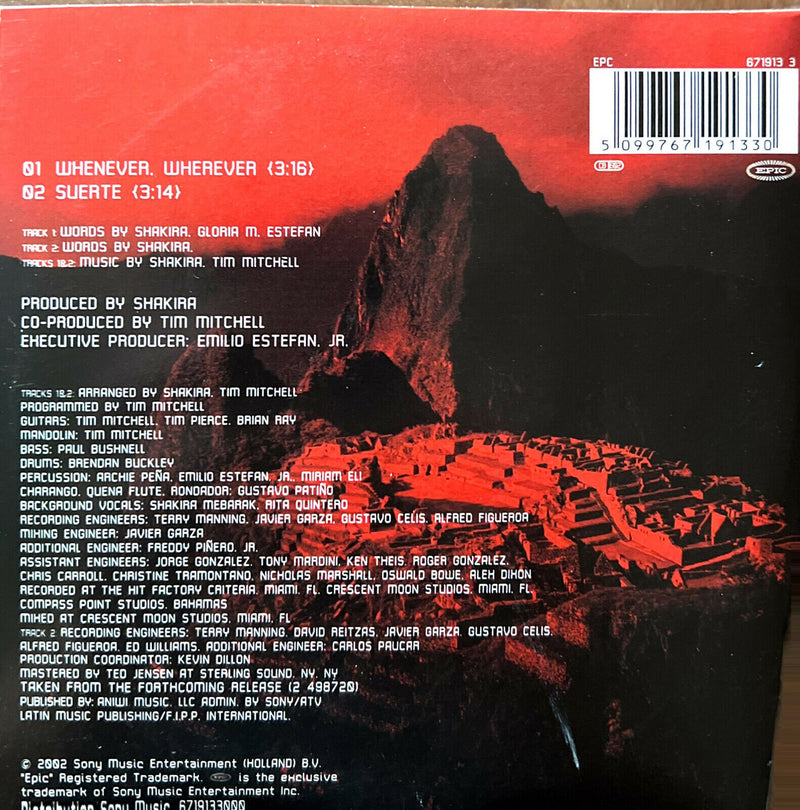 EPC 671913 3
5 099767 191330
EPIC
01 WHENEVER, WHEREVER {3:16}
02 SUERTE {3:14}
TRACK 1: WORDS BY SHAKIRA, GLORIA M. ESTEFAN
TRACK 2: WORDS BY SHAKIRA,
TRACKS 1&2: MUSIC BY SHAKIRA, TIM MITCHELL
PRODUCED BY SHAKIRA
CO-PRODUCED BY TIM MITCHELL
EXECUTIVE PRODUCER: EMILIO ESTEFAN, JR.
TRACKS 1&2: ARRANGED BY SHAKIRA, TIM MITCHELL
PROGRAMMED BY TIM MITCHELL
GUITARS: TIM MITCHELL, TIM PIERCE, BRIAN RAY
MANDOLIN: TIM MITCHELL
BASS: PAUL BUSHNELL
DRUMS: BRENDAN BUCKLEY
PERCUSSION: ARCHIE PEÑA, EMILIO ESTEFAN, JR., MIRIAM ELI
CHARANGO, QUENA FLUTE, RONDADOR: GUSTAVO PATIÑO
BACKGROUND VOCALS: SHAKIRA MEBARAK, RITA QUINTERO
RECORDING ENGINEERS: TERRY MANNING, JAVIER GARZA, GUSTAVO CELIS, ALFRED FIGUEROA
MIXING ENGINEER: JAVIER GARZA
ADDITIONAL ENGINEER: FREDDY PIÑERO, JR.
ASSISTANT ENGINEERS: JORGE GONZALEZ, TONY MARDINI, KEN THEIS, ROGER GONZALEZ,
CHRIS CARROLL, CHRISTINE TRAMONTANO, NICHOLAS MARSHALL, OSWALD BOWE, ALEX DIXON
RECORDED AT THE HIT FACTORY CRITERIA, MIAMI, FL, CRESCENT MOON STUDIOS, MIAMI, FL,
COMPASS POINT STUDIOS, BAHAMAS
MIXED AT CRESCENT MOON STUDIOS, MIAMI, FL
TRACK 2 RECORDING ENGINEERS: TERRY MANNING, DAVID REITZAS, JAVIER GARZA, GUSTAVO CELIS,
ALFRED FIGUEROA, ED WILLIAMS, ADDITIONAL ENGINEER: CARLOS PAUCAR
PRODUCTION COORDINATOR: KEVIN DILLON
MASTERED BY TED JENSEN AT STERLING SOUND, NY, NY
TAKEN FROM THE FORTHCOMING RELEASE (2 498720)
PUBLISHED BY: ANIWI MUSIC, LLC ADMIN. BY SONY/ATV
LATIN MUSIC PUBLISHING/F.I.P.P. INTERNATIONAL.
© 2002 Sony Music Entertainment (HOLLAND) B.V.
"Epic" Registered Trademark. EPIC is the exclusive
trademark of Sony Music Entertainment Inc.
Distribution Sony Music 6719133000